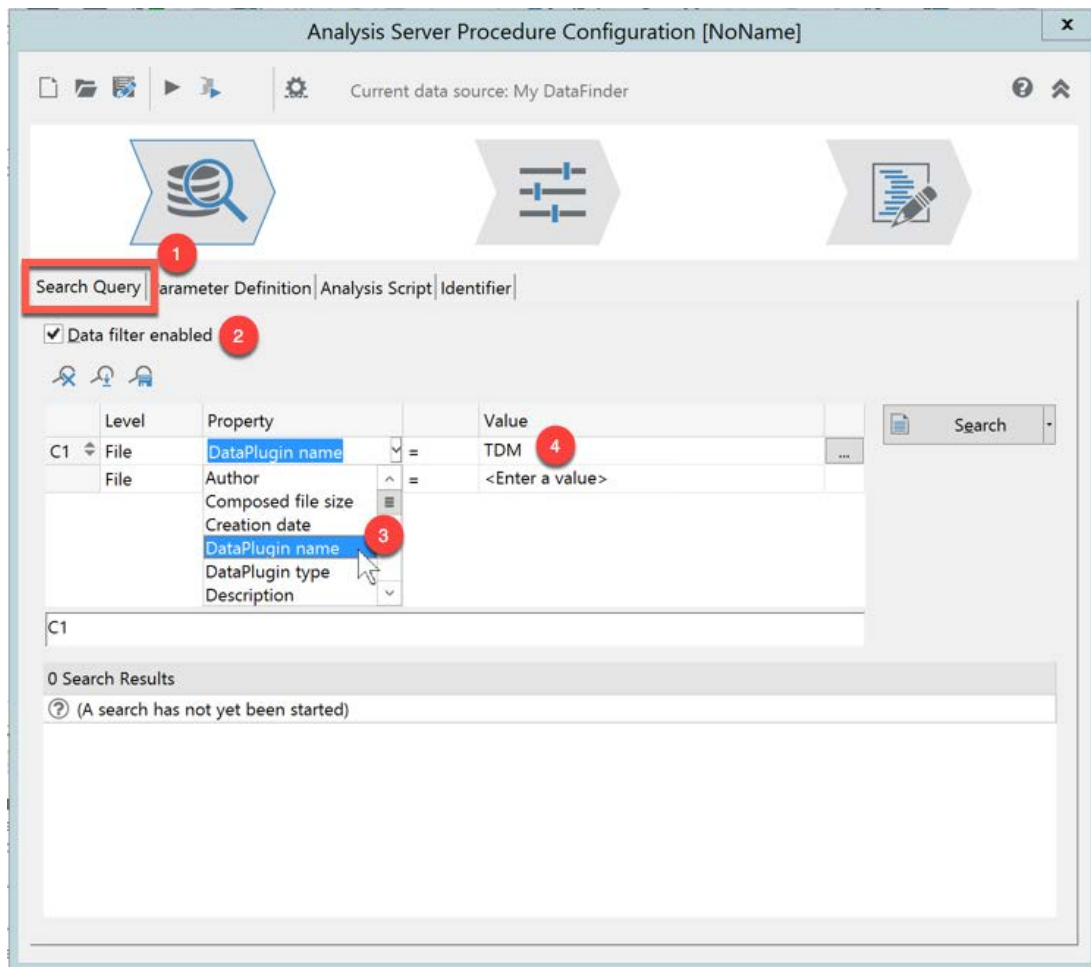 Analysis Server Procedure Configuration [NoName]
x
Current data source: My DataFinder
?
1
Search Query arameter Definition Analysis Script Identifier
Data filter enabled 2
Level Property Value
C1 File DataPlugin name = TDM 4 ... Search
File Author = <Enter a value>
Composed file size
Creation date
DataPlugin name 3
DataPlugin type
Description
C1
0 Search Results
? (A search has not yet been started)